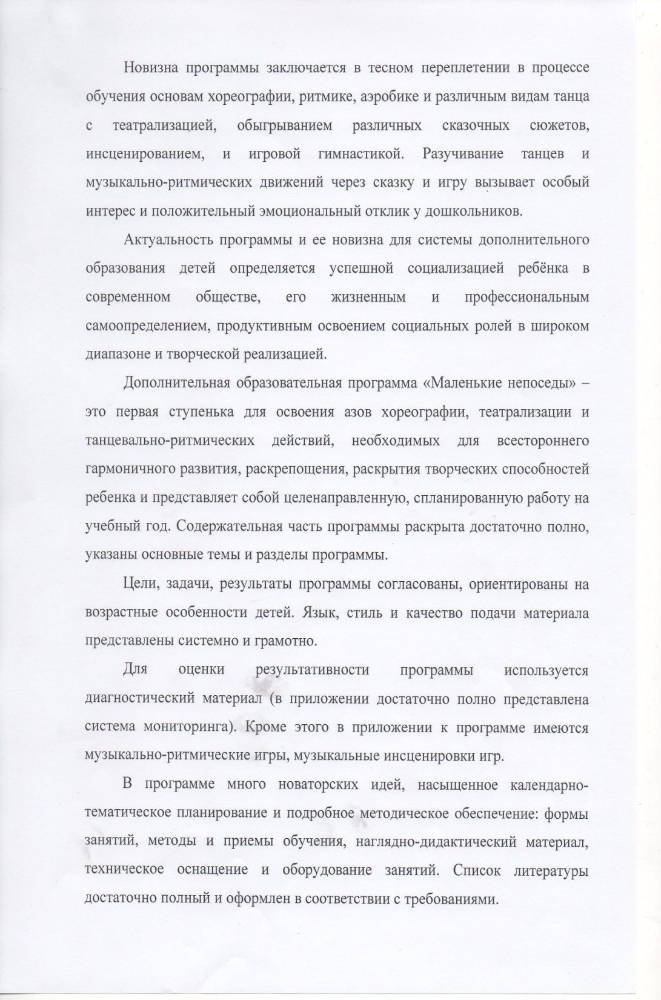 Новизна программы заключается в тесном переплетении в процессе
обучения основам хореографии, ритмике, аэробике и различным видам танца
с театрализацией, обыгрыванием различных сказочных сюжетов,
инсценированием, и игровой гимнастикой. Разучивание танцев и
музыкально-ритмических движений через сказку и игру вызывает особый
интерес и положительный эмоциональный отклик у дошкольников.
Актуальность программы и ее новизна для системы дополнительного
образования детей определяется успешной социализацией ребёнка в
современном обществе, его жизненным и профессиональным
самоопределением, продуктивным освоением социальных ролей в широком
диапазоне и творческой реализацией.
Дополнительная образовательная программа «Маленькие непоседы» –
это первая ступенька для освоения азов хореографии, театрализации и
танцевально-ритмических действий, необходимых для всестороннего
гармоничного развития, раскрепощения, раскрытия творческих способностей
ребенка и представляет собой целенаправленную, спланированную работу на
учебный год. Содержательная часть программы раскрыта достаточно полно,
указаны основные темы и разделы программы.
Цели, задачи, результаты программы согласованы, ориентированы на
возрастные особенности детей. Язык, стиль и качество подачи материала
представлены системно и грамотно.
Для оценки результативности программы используется
диагностический материал (в приложении достаточно полно представлена
система мониторинга). Кроме этого в приложении к программе имеются
музыкально-ритмические игры, музыкальные инсценировки игр.
В программе много новаторских идей, насыщенное календарно-
тематическое планирование и подробное методическое обеспечение: формы
занятий, методы и приемы обучения, наглядно-дидактический материал,
техническое оснащение и оборудование занятий. Список литературы
достаточно полный и оформлен в соответствии с требованиями.